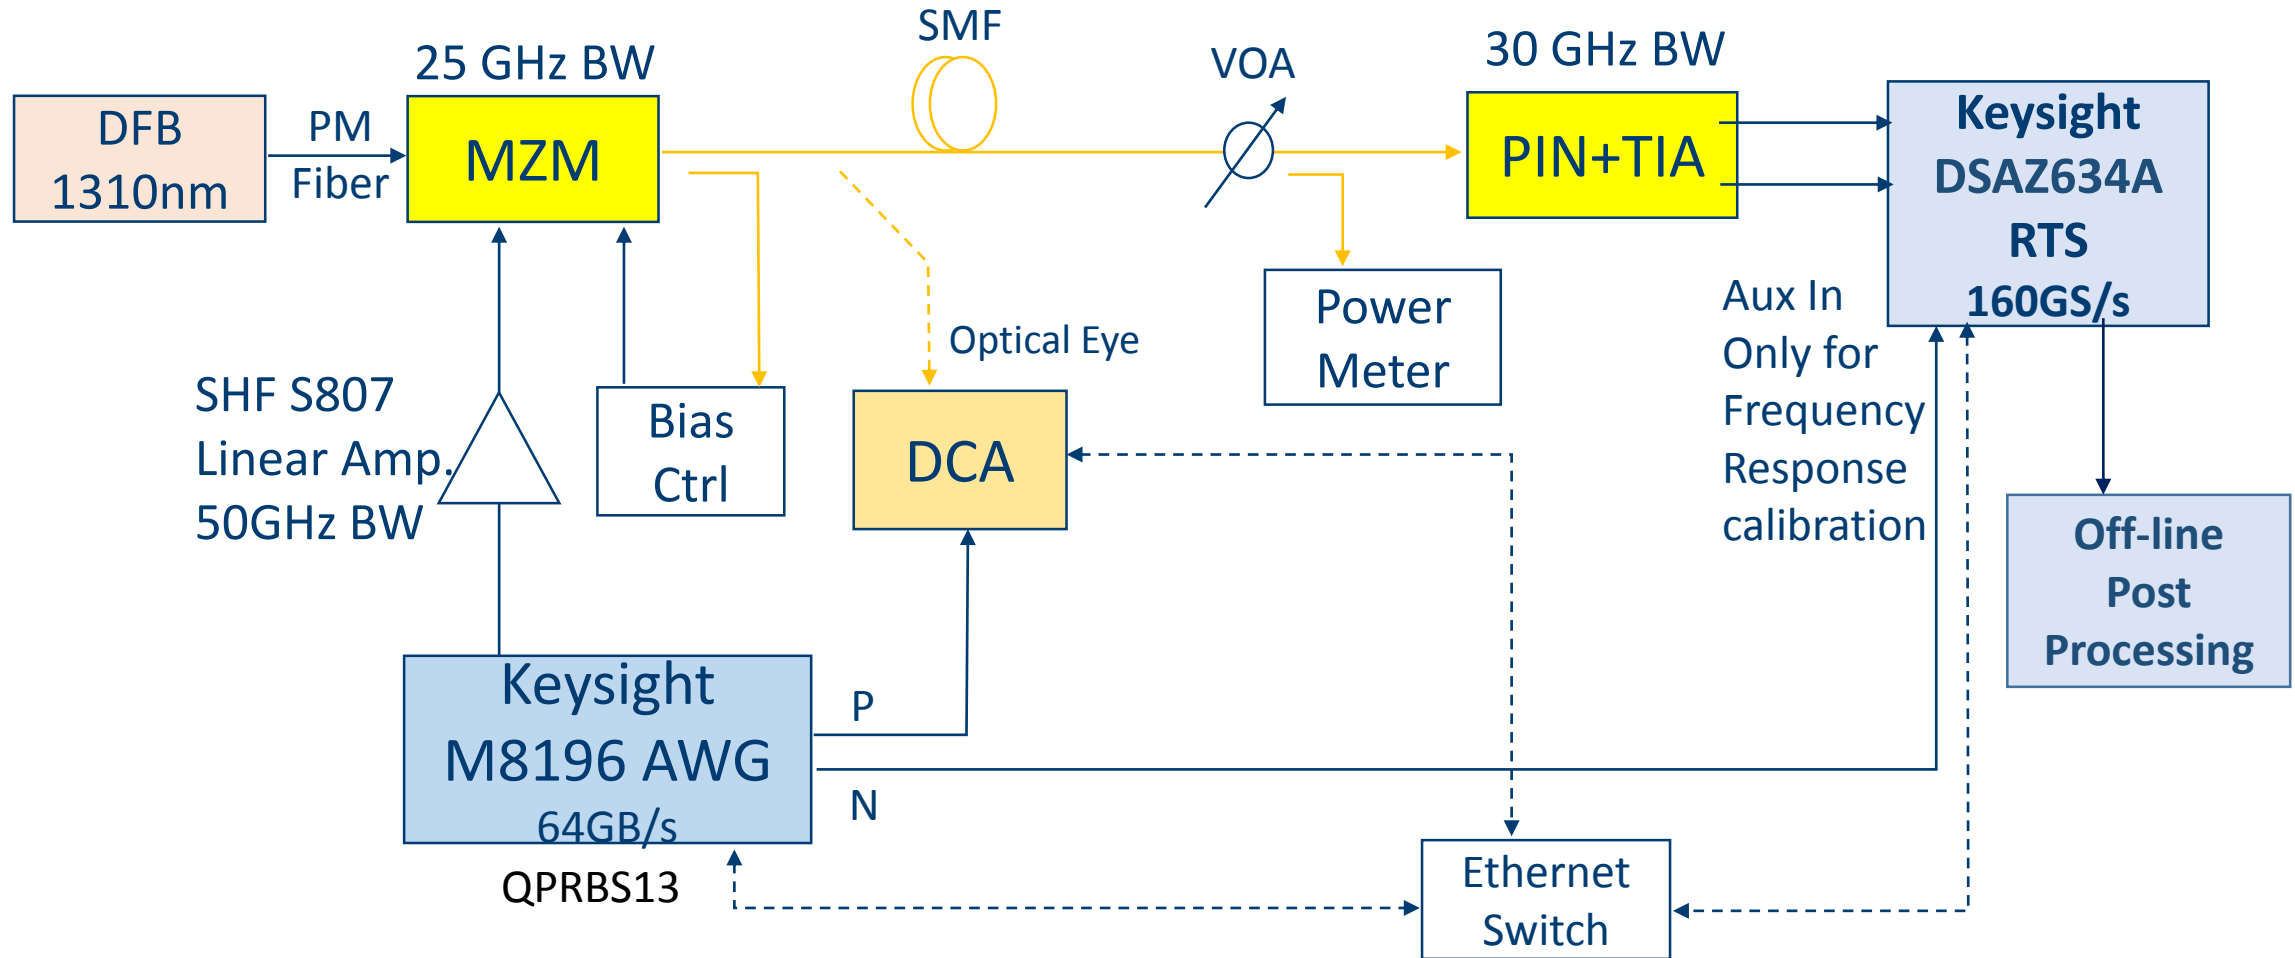 SMF
25 GHz BW
VOA
30 GHz BW
DFB
1310nm
PM
Fiber
MZM
PIN+TIA
Keysight
DSAZ634A
RTS
160GS/s
Optical Eye
Power
Meter
Aux In
Only for
Frequency
Response
calibration
SHF S807
Linear Amp.
50GHz BW
Bias
Ctrl
DCA
Off-line
Post
Processing
Keysight
M8196 AWG
64GB/s
P
N
QPRBS13
Ethernet
Switch